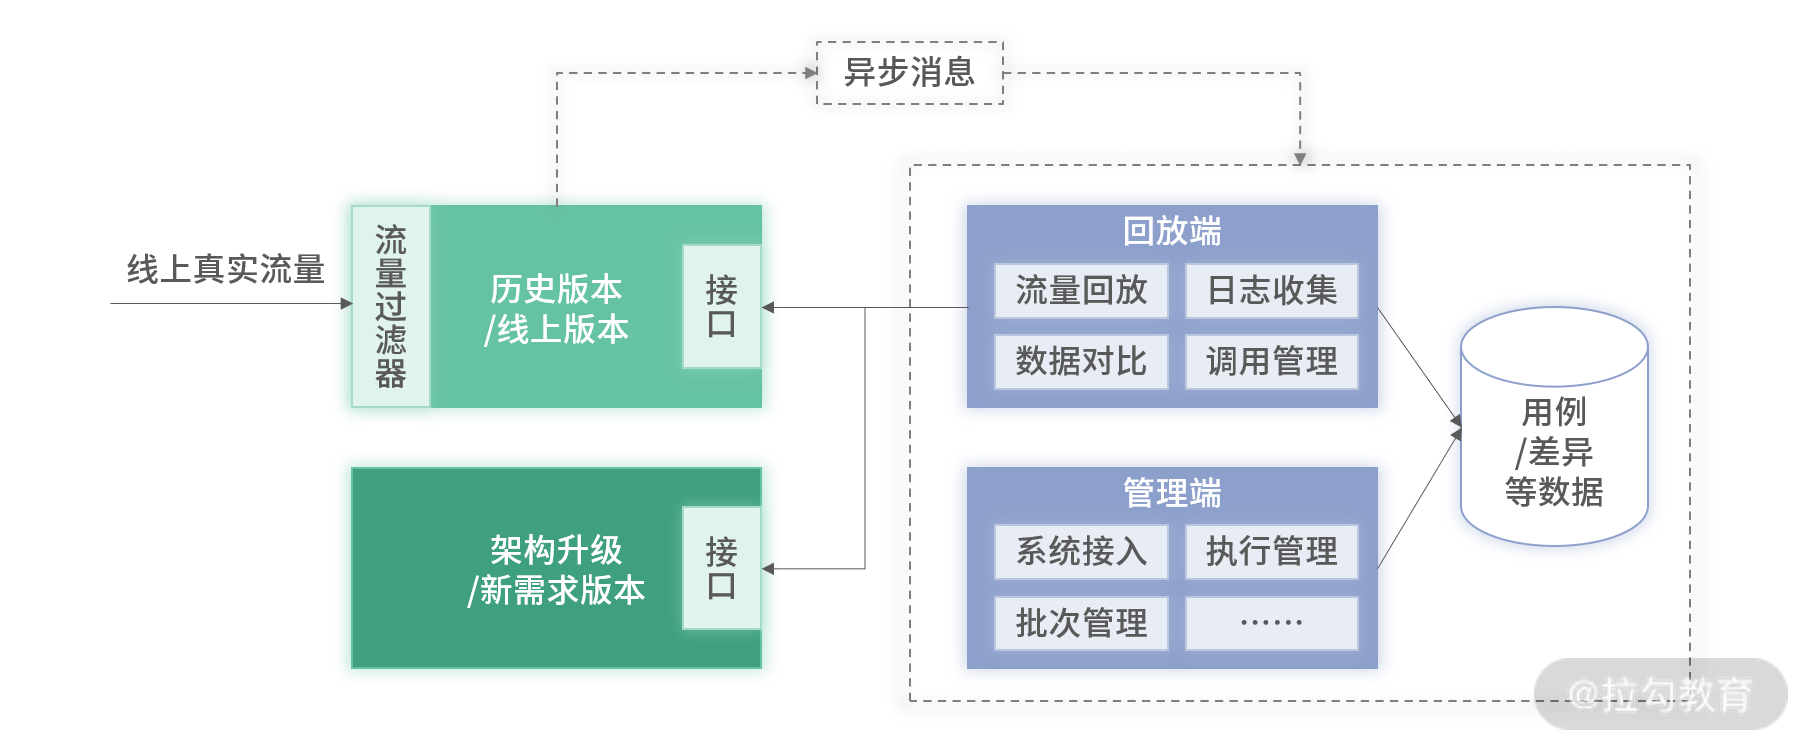 异步消息
线上真实流量
流量过滤器
历史版本
/线上版本
接口
回放端
流量回放
日志收集
数据对比
调用管理
用例
/差异
等数据
架构升级
/新需求版本
接口
管理端
系统接入
执行管理
批次管理
……
@拉勾教育